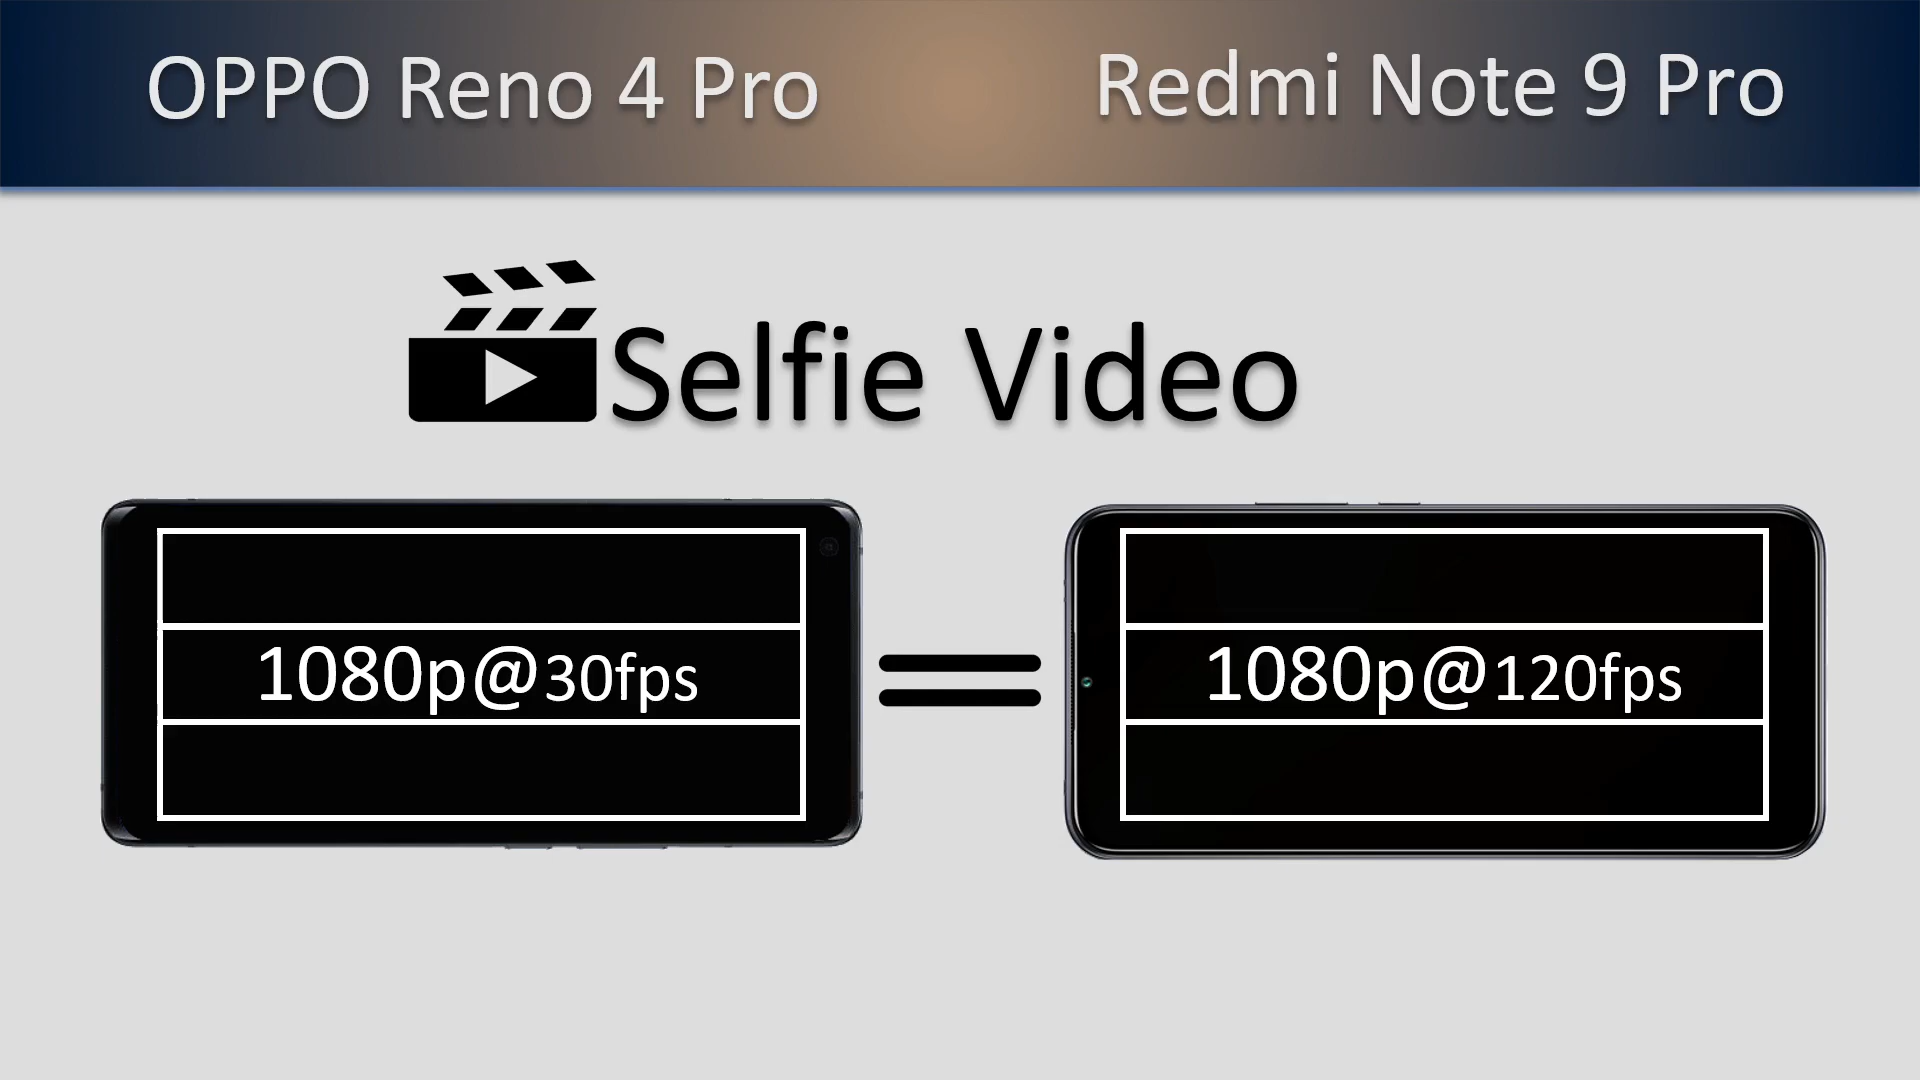 OPPO Reno 4 Pro
Redmi Note 9 Pro
Selfie Video
1080p@30fps
1080p@120fps